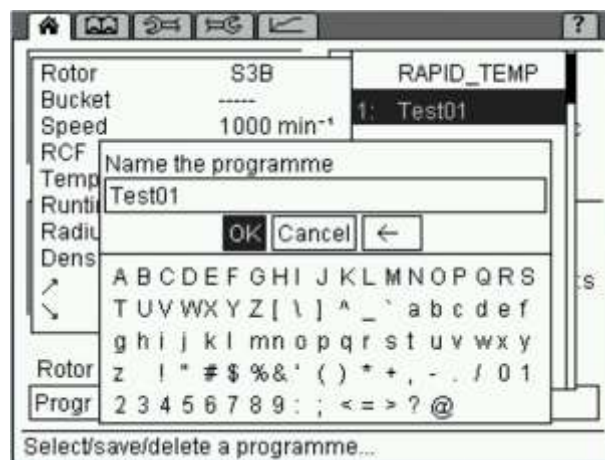 ?
Rotor S3B
Bucket -----
Speed 1000 min⁻¹
RCF
Temp
Runti
Radiu
Dens
RAPID_TEMP
1: Test01
Name the programme
Test01
OK Cancel ←
A B C D E F G H I J K L M N O P Q R S
T U V W X Y Z [ \ ] ^ _ ` a b c d e f
g h i j k l m n o p q r s t u v w x y
z ! " # $ % & ' ( ) * + , - . / 0 1
2 3 4 5 6 7 8 9 : ; < = > ? @
s
Rotor
Progr
Select/save/delete a programme...